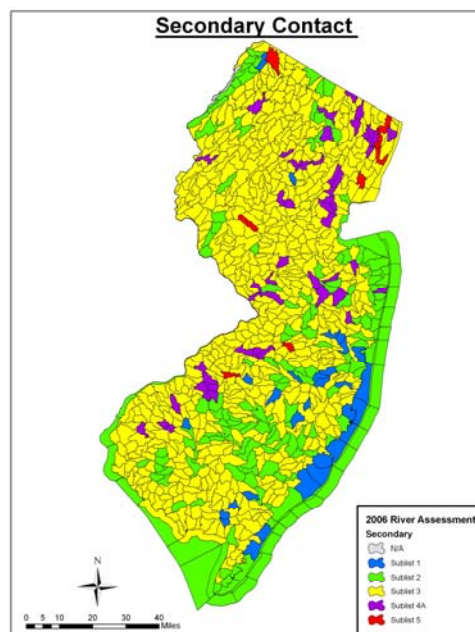 Secondary Contact
N
0 5 10 20 30 40
Miles
2006 River Assessment
Secondary
N/A
Sublist 1
Sublist 2
Sublist 3
Sublist 4A
Sublist 5